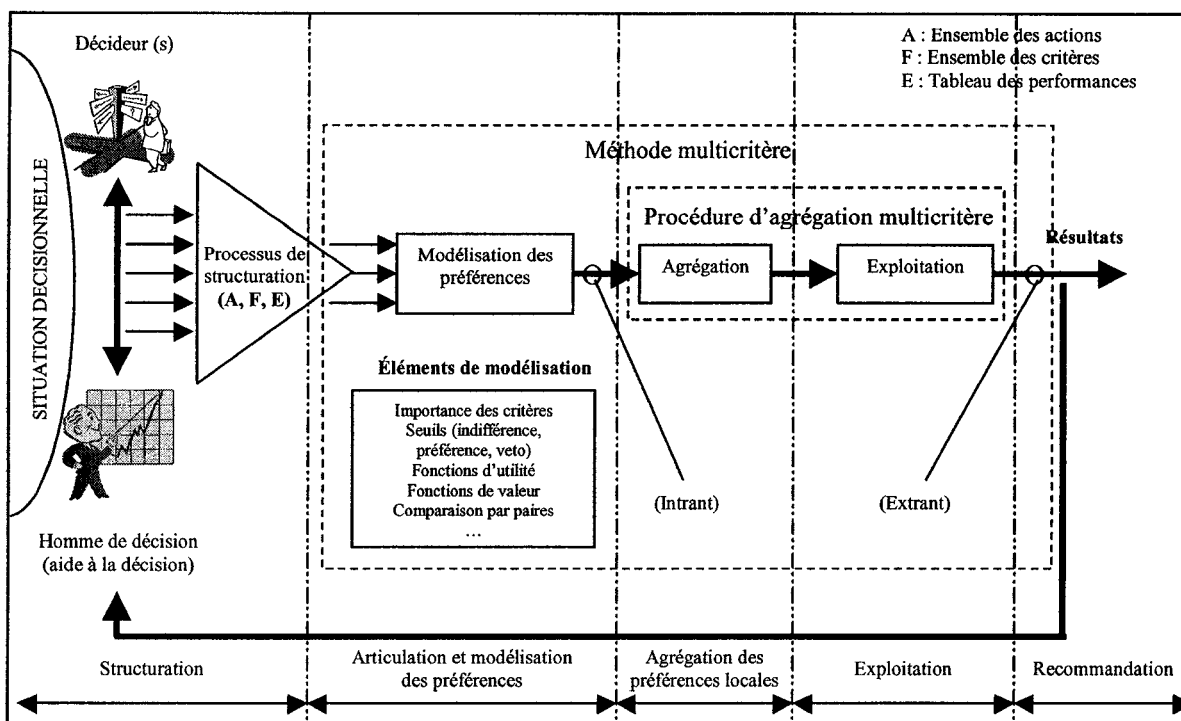 Décideur (s)
A : Ensemble des actions
F : Ensemble des critères
E : Tableau des performances
SITUATION DECISIONNELLE
Méthode multicritère
Procédure d'agrégation multicritère
Résultats
Processus de
structuration
(A, F, E)
Modélisation des
préférences
Agrégation
Exploitation
Éléments de modélisation
Importance des critères
Seuils (indifférence,
préférence, veto)
Fonctions d'utilité
Fonctions de valeur
Comparaison par paires
…
(Intrant)
(Extrant)
Homme de décision
(aide à la décision)
Structuration
Articulation et modélisation
des préférences
Agrégation des
préférences locales
Exploitation
Recommandation